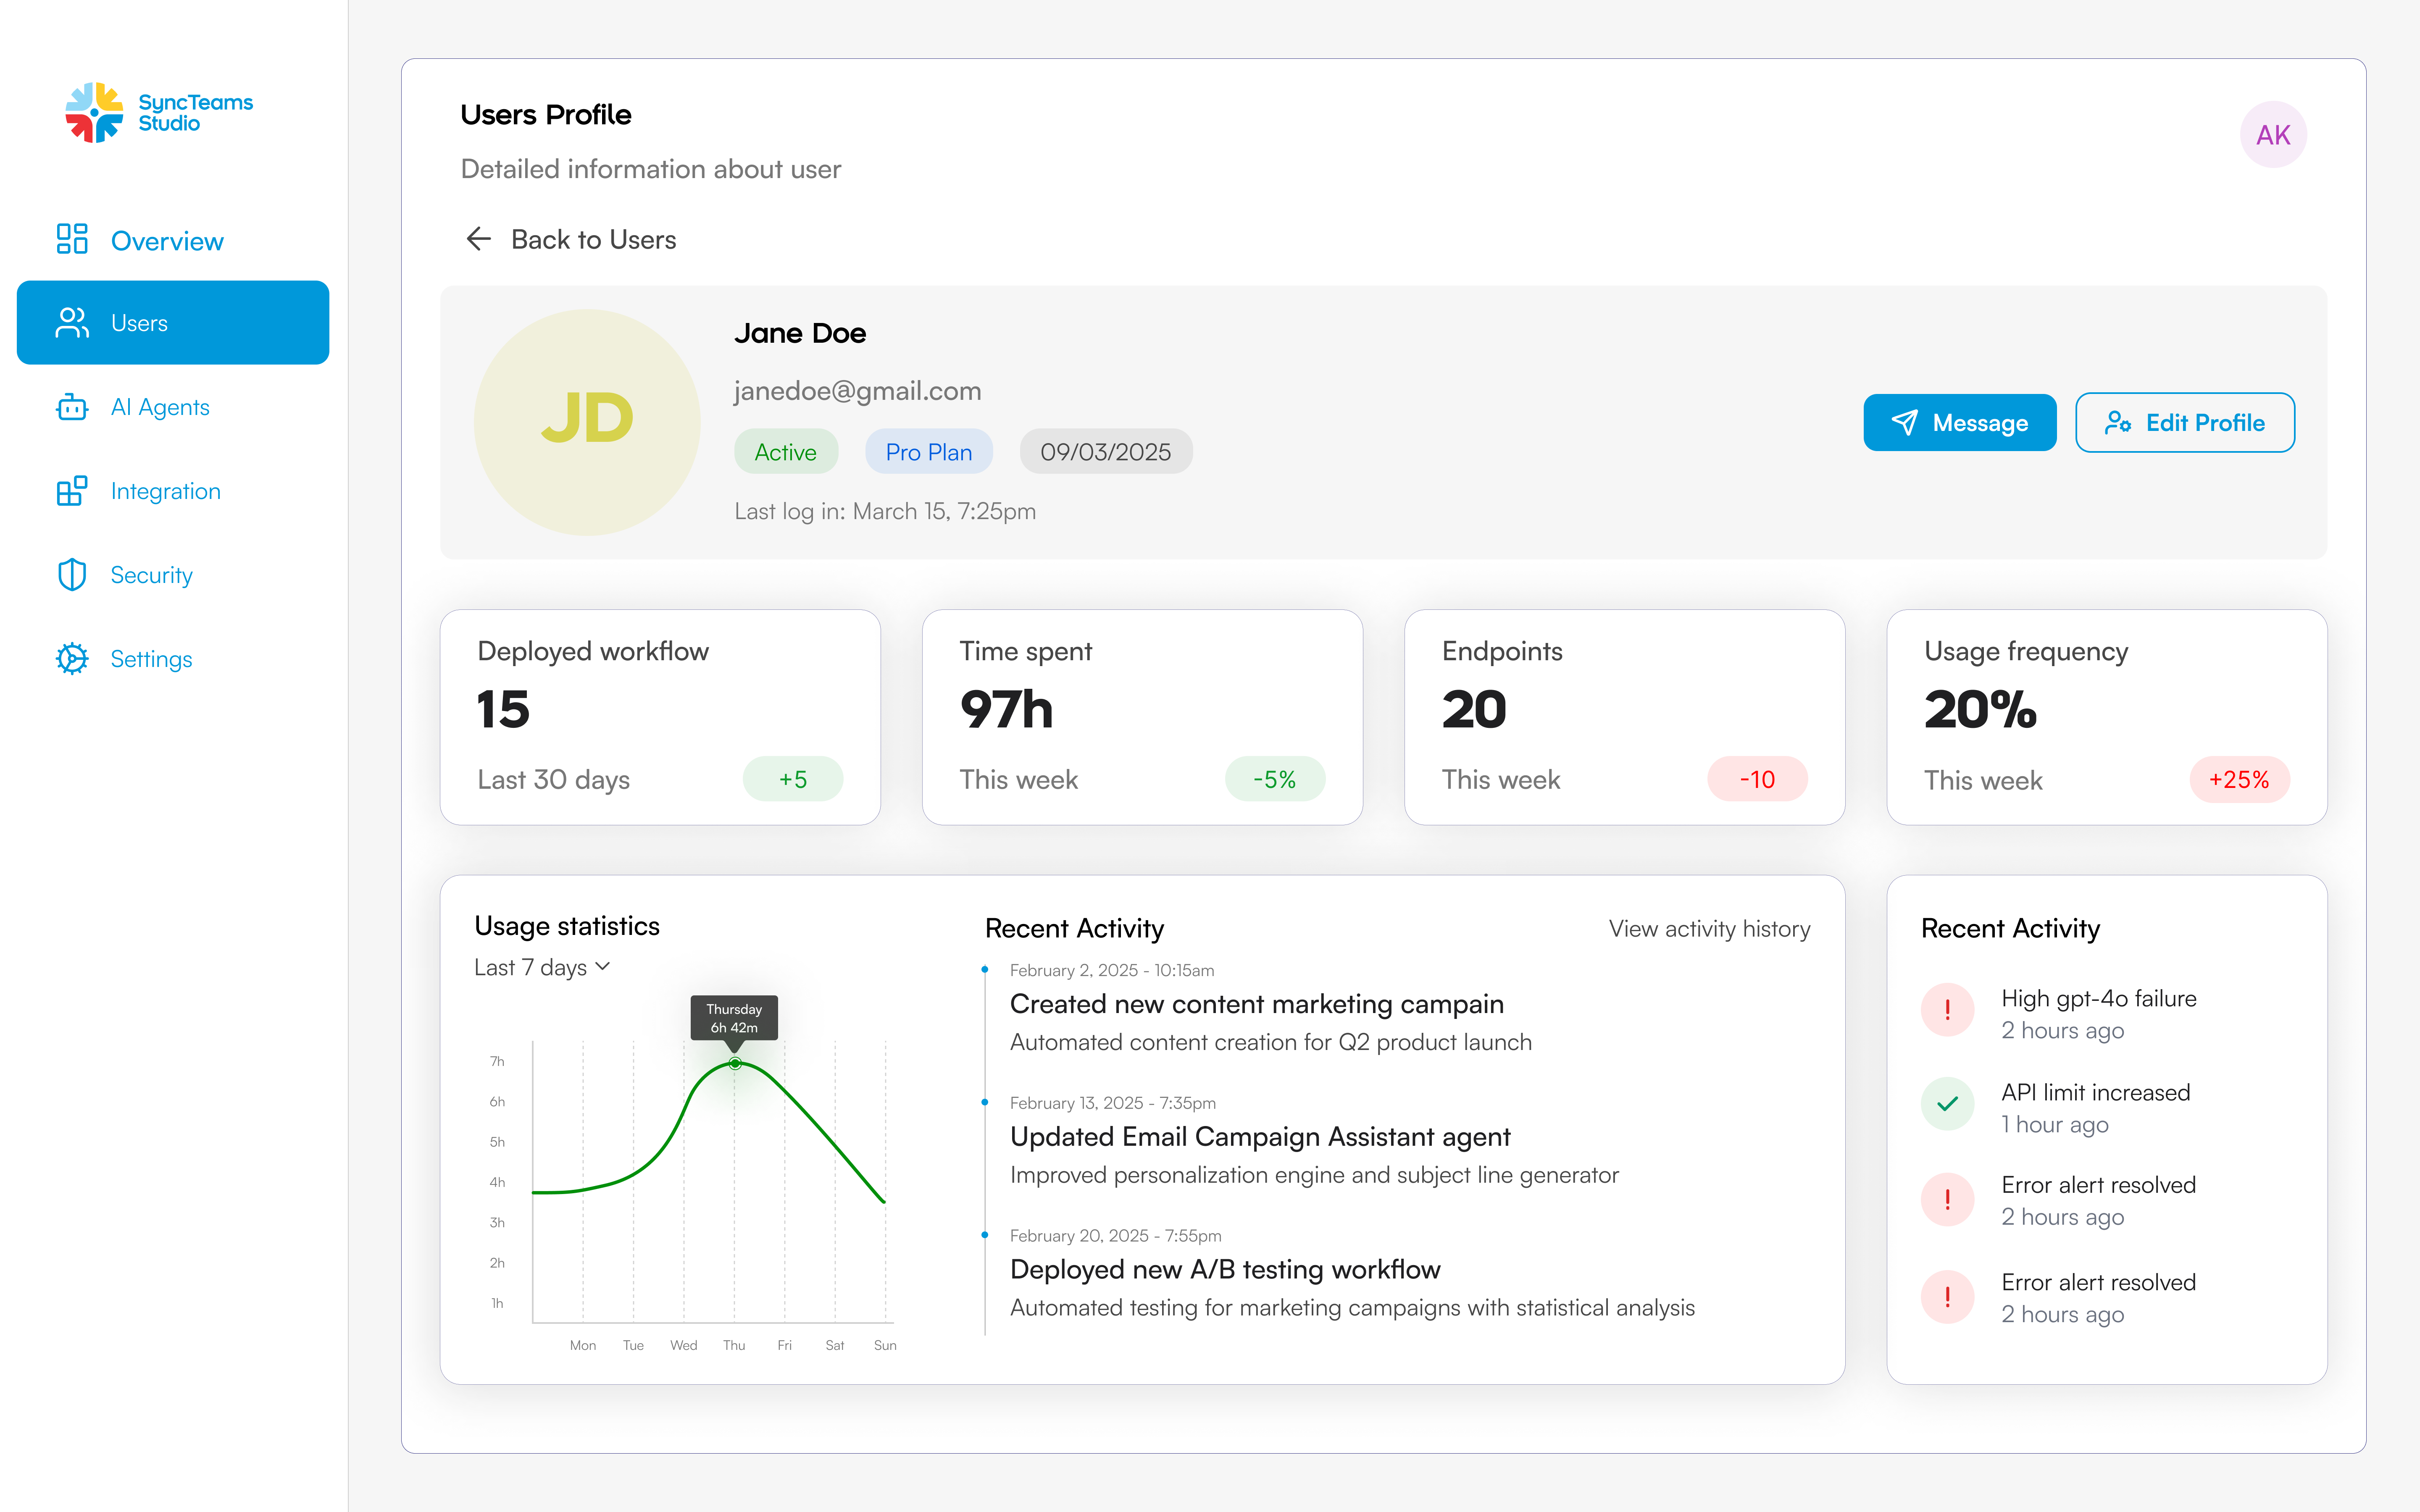 SyncTeams
Studio
Overview
Users
AI Agents
Integration
Security
Settings
Users Profile
Detailed information about user
AK
Back to Users
JD
Jane Doe
janedoe@gmail.com
Active
Pro Plan
09/03/2025
Last log in: March 15, 7:25pm
Message
Edit Profile
Deployed workflow
15
Last 30 days
+5
Time spent
97h
This week
-5%
Endpoints
20
This week
-10
Usage frequency
20%
This week
+25%
Usage statistics
Last 7 days
Thursday
6h 42m
7h
6h
5h
4h
3h
2h
1h
Mon Tue Wed Thu Fri Sat Sun
Recent Activity
View activity history
February 2, 2025 - 10:15am
Created new content marketing campain
Automated content creation for Q2 product launch
February 13, 2025 - 7:35pm
Updated Email Campaign Assistant agent
Improved personalization engine and subject line generator
February 20, 2025 - 7:55pm
Deployed new A/B testing workflow
Automated testing for marketing campaigns with statistical analysis
Recent Activity
High gpt-4o failure
2 hours ago
API limit increased
1 hour ago
Error alert resolved
2 hours ago
Error alert resolved
2 hours ago